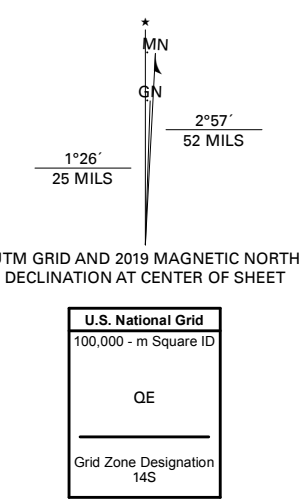 ★
MN
GN
2°57´
52 MILS
1°26´
25 MILS
UTM GRID AND 2019 MAGNETIC NORTH
DECLINATION AT CENTER OF SHEET
U.S. National Grid
100,000 - m Square ID
QE
Grid Zone Designation
14S